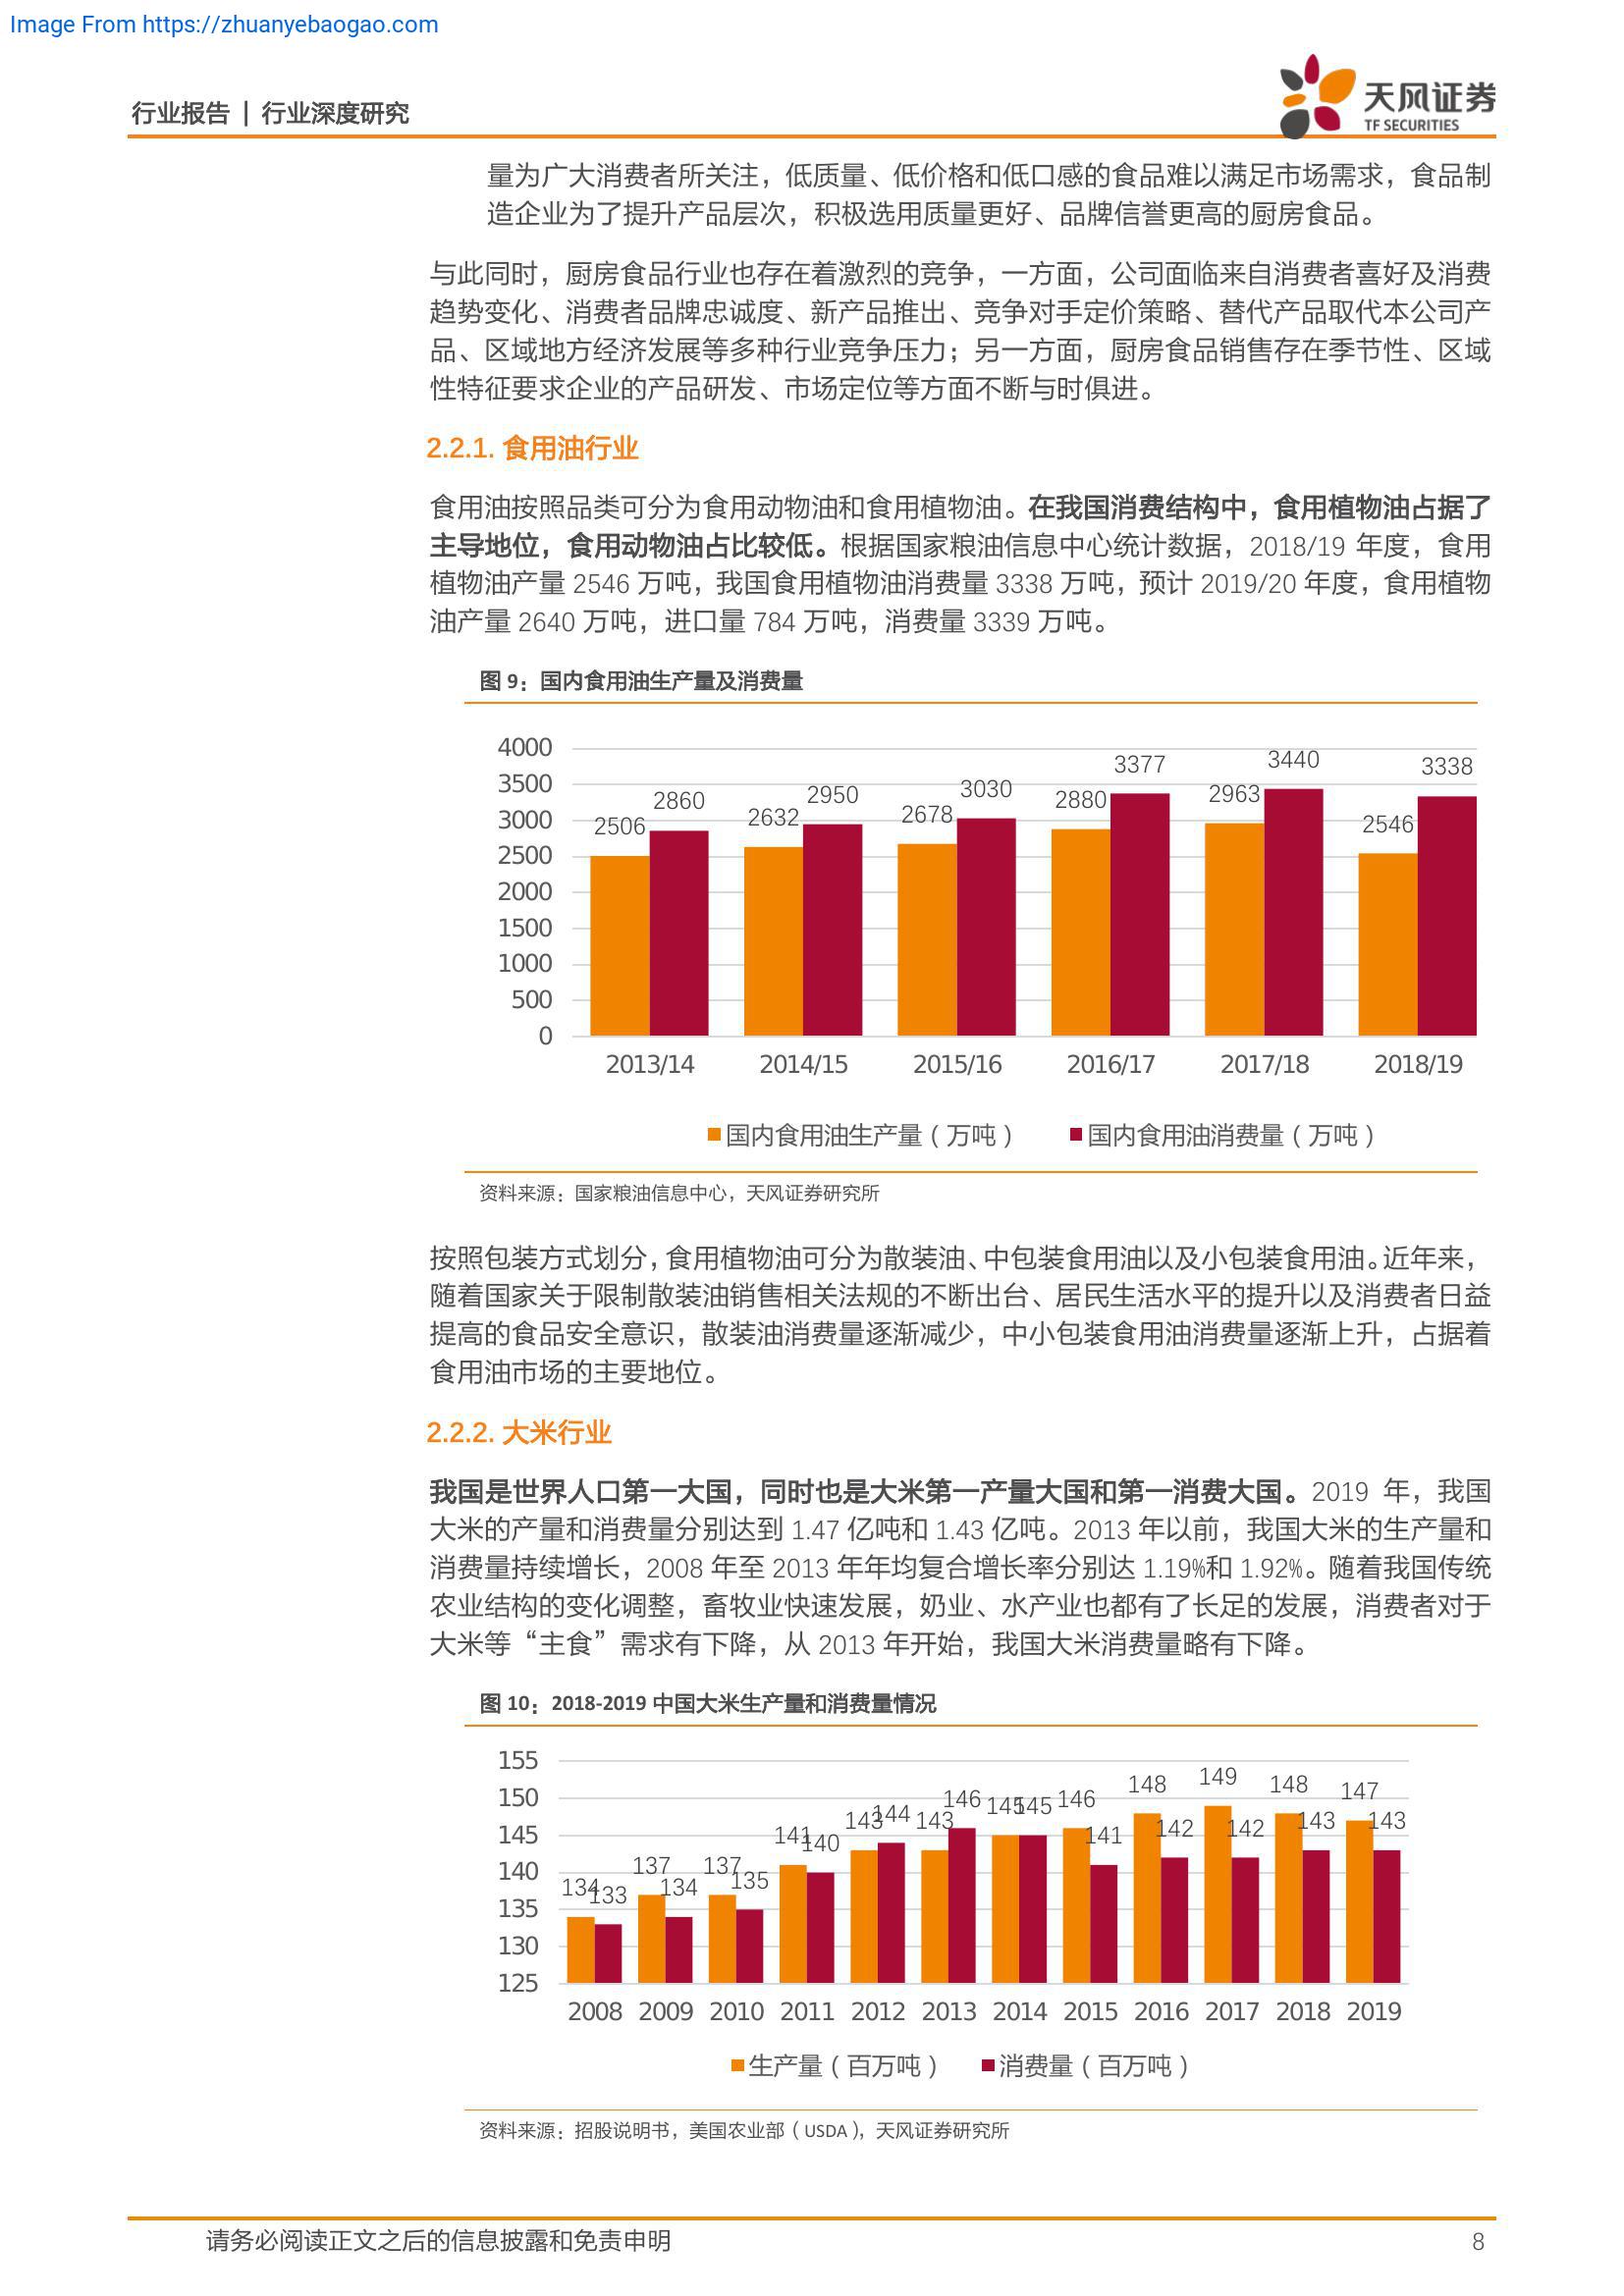 Image From https://zhuanyebaogao.com
行业报告 | 行业深度研究
天风证券
TF SECURITIES
量为广大消费者所关注，低质量、低价格和低口感的食品难以满足市场需求，食品制
造企业为了提升产品层次，积极选用质量更好、品牌信誉更高的厨房食品。
与此同时，厨房食品行业也存在着激烈的竞争，一方面，公司面临来自消费者喜好及消费
趋势变化、消费者品牌忠诚度、新产品推出、竞争对手定价策略、替代产品取代本公司产
品、区域地方经济发展等多种行业竞争压力；另一方面，厨房食品销售存在季节性、区域
性特征要求企业的产品研发、市场定位等方面不断与时俱进。
2.2.1. 食用油行业
食用油按照品类可分为食用动物油和食用植物油。在我国消费结构中，食用植物油占据了
主导地位，食用动物油占比较低。根据国家粮油信息中心统计数据，2018/19 年度，食用
植物油产量 2546 万吨，我国食用植物油消费量 3338 万吨，预计 2019/20 年度，食用植物
油产量 2640 万吨，进口量 784 万吨，消费量 3339 万吨。
图 9：国内食用油生产量及消费量
4000
3500
3000
2500
2000
1500
1000
500
0
2506 2860 2632 2950 2678 3030 2880 3377 2963 3440 2546 3338
2013/14 2014/15 2015/16 2016/17 2017/18 2018/19
国内食用油生产量（万吨） 国内食用油消费量（万吨）
资料来源：国家粮油信息中心，天风证券研究所
按照包装方式划分，食用植物油可分为散装油、中包装食用油以及小包装食用油。近年来，
随着国家关于限制散装油销售相关法规的不断出台、居民生活水平的提升以及消费者日益
提高的食品安全意识，散装油消费量逐渐减少，中小包装食用油消费量逐渐上升，占据着
食用油市场的主要地位。
2.2.2. 大米行业
我国是世界人口第一大国，同时也是大米第一产量大国和第一消费大国。2019 年，我国
大米的产量和消费量分别达到 1.47 亿吨和 1.43 亿吨。2013 年以前，我国大米的生产量和
消费量持续增长，2008 年至 2013 年年均复合增长率分别达 1.19%和 1.92%。随着我国传统
农业结构的变化调整，畜牧业快速发展，奶业、水产业也都有了长足的发展，消费者对于
大米等“主食”需求有下降，从 2013 年开始，我国大米消费量略有下降。
图 10：2018-2019 中国大米生产量和消费量情况
155
150
145
140
135
130
125
134 133 137 134 137 135 141 140 143 144 143 146 145 145 146 141 148 142 149 142 148 143 147 143
2008 2009 2010 2011 2012 2013 2014 2015 2016 2017 2018 2019
生产量（百万吨） 消费量（百万吨）
资料来源：招股说明书，美国农业部（USDA），天风证券研究所
请务必阅读正文之后的信息披露和免责申明
8